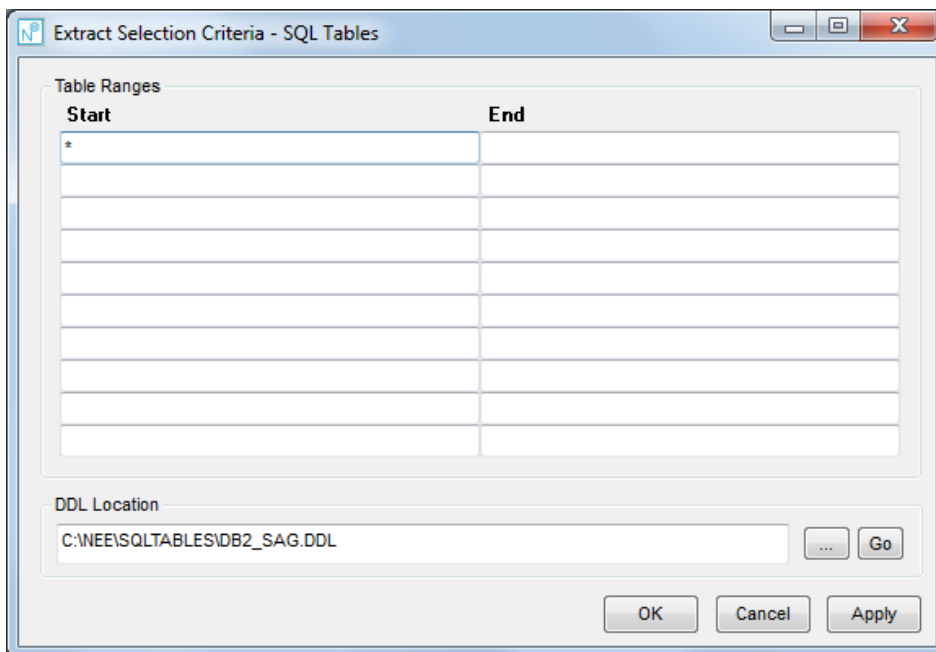 Extract Selection Criteria - SQL Tables
Table Ranges
Start End
*
DDL Location
C:\NEE\SQLTABLES\DB2_SAG.DDL
... Go
OK Cancel Apply